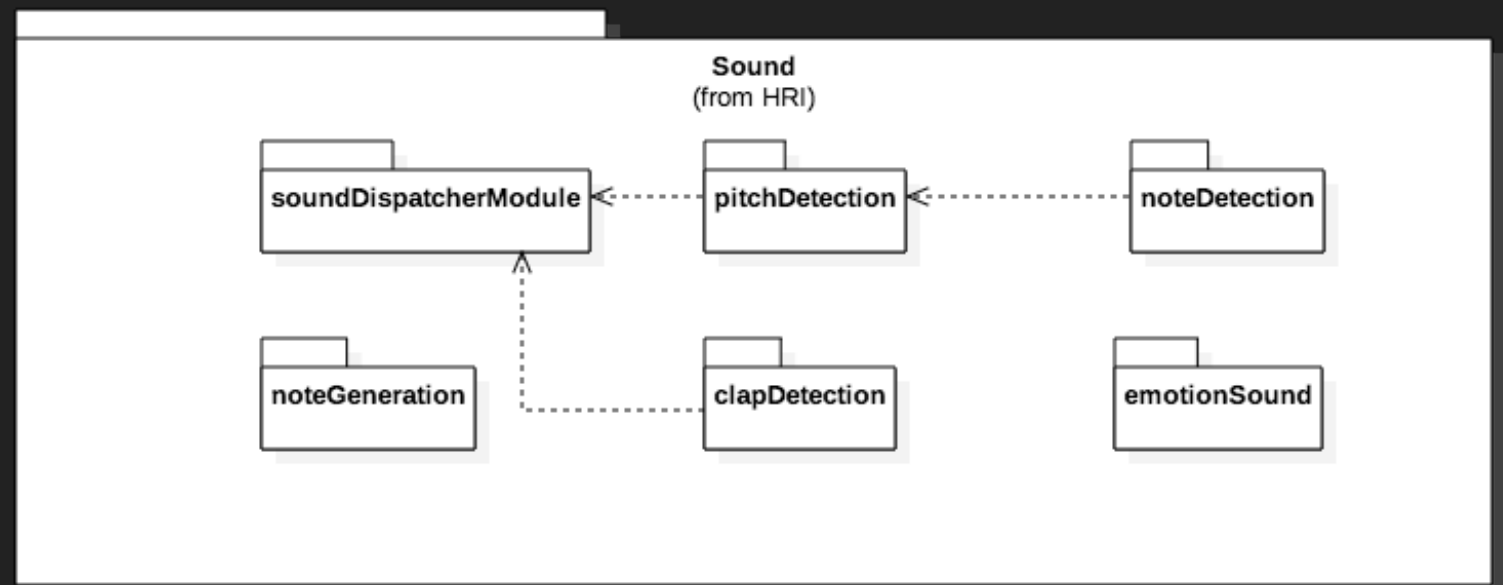 Sound
(from HRI)
soundDispatcherModule
pitchDetection
noteDetection
noteGeneration
clapDetection
emotionSound